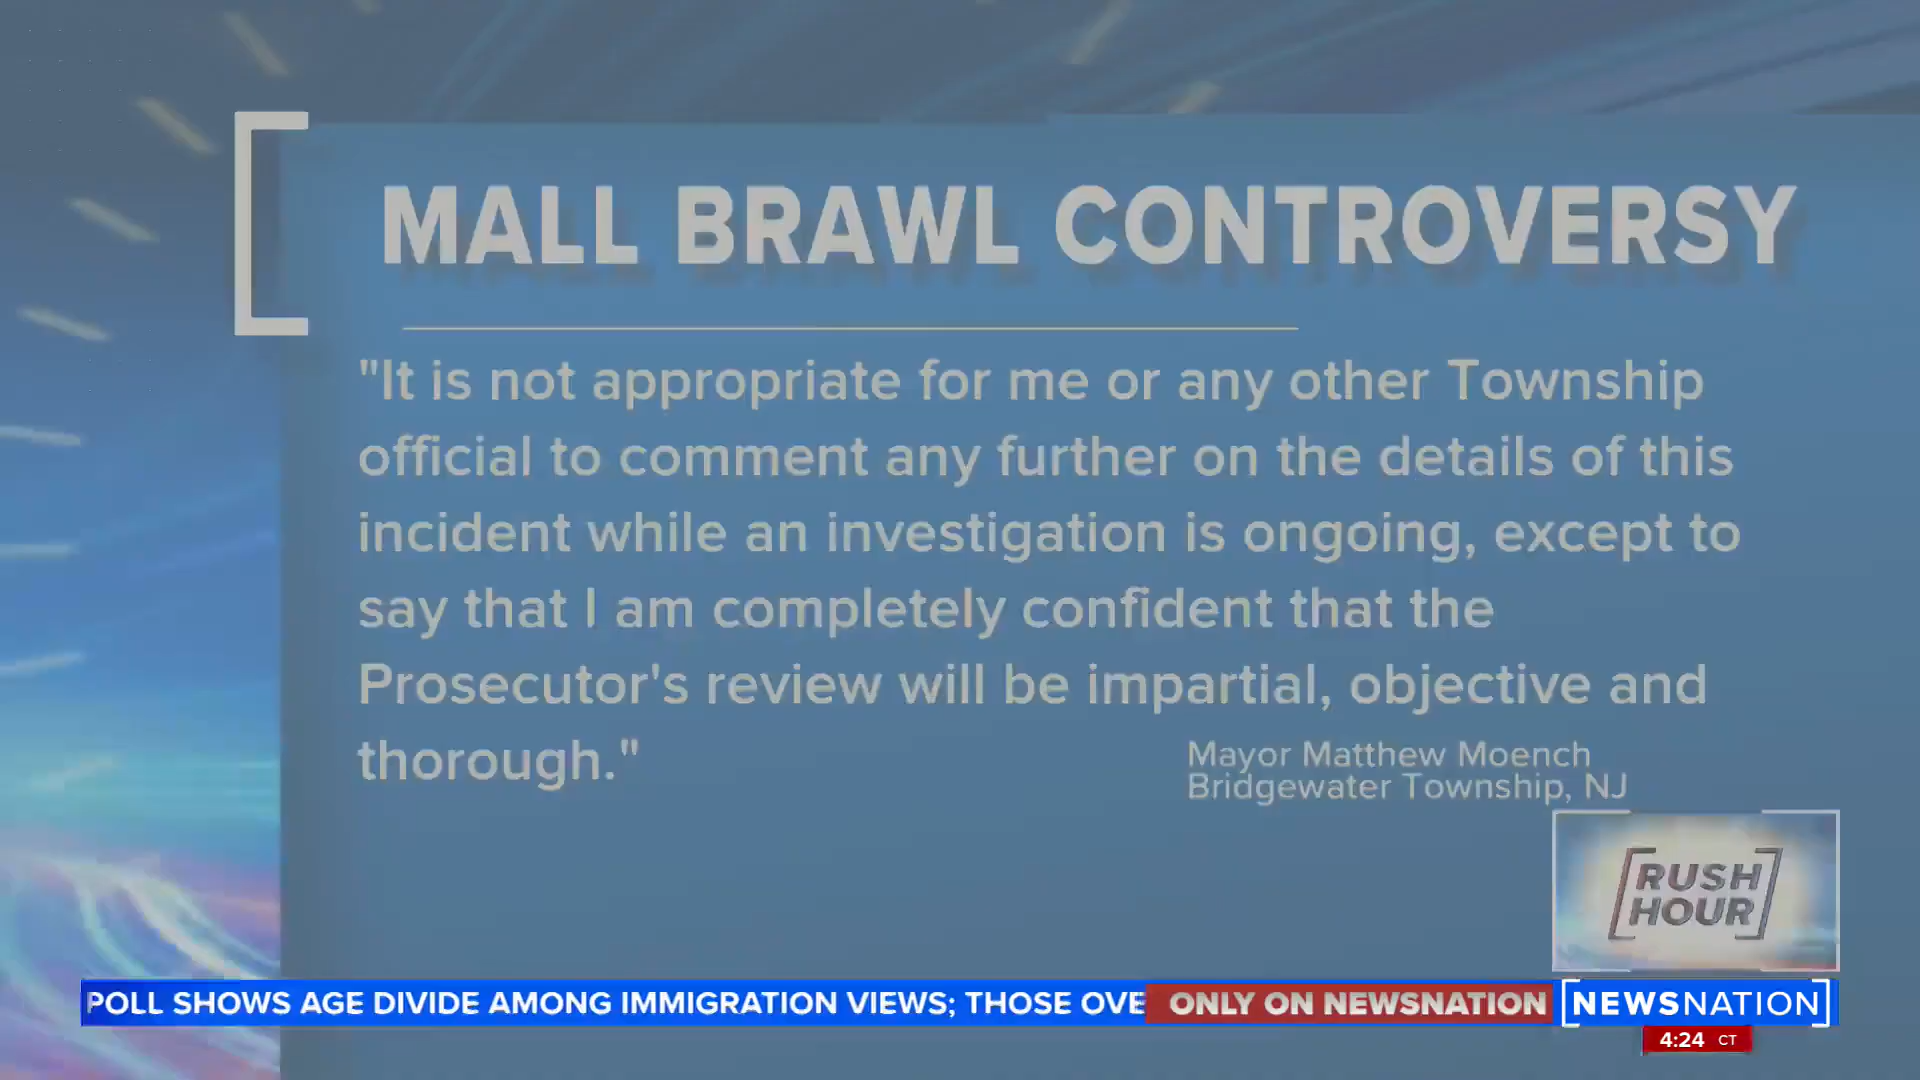 MALL BRAWL CONTROVERSY
"It is not appropriate for me or any other Township
official to comment any further on the details of this
incident while an investigation is ongoing, except to
say that I am completely confident that the
Prosecutor's review will be impartial, objective and
thorough."
Mayor Matthew Moench
Bridgewater Township, NJ
RUSH
HOUR
POLL SHOWS AGE DIVIDE AMONG IMMIGRATION VIEWS; THOSE OVE
ONLY ON NEWSNATION
NEWSNATION
4:24 CT